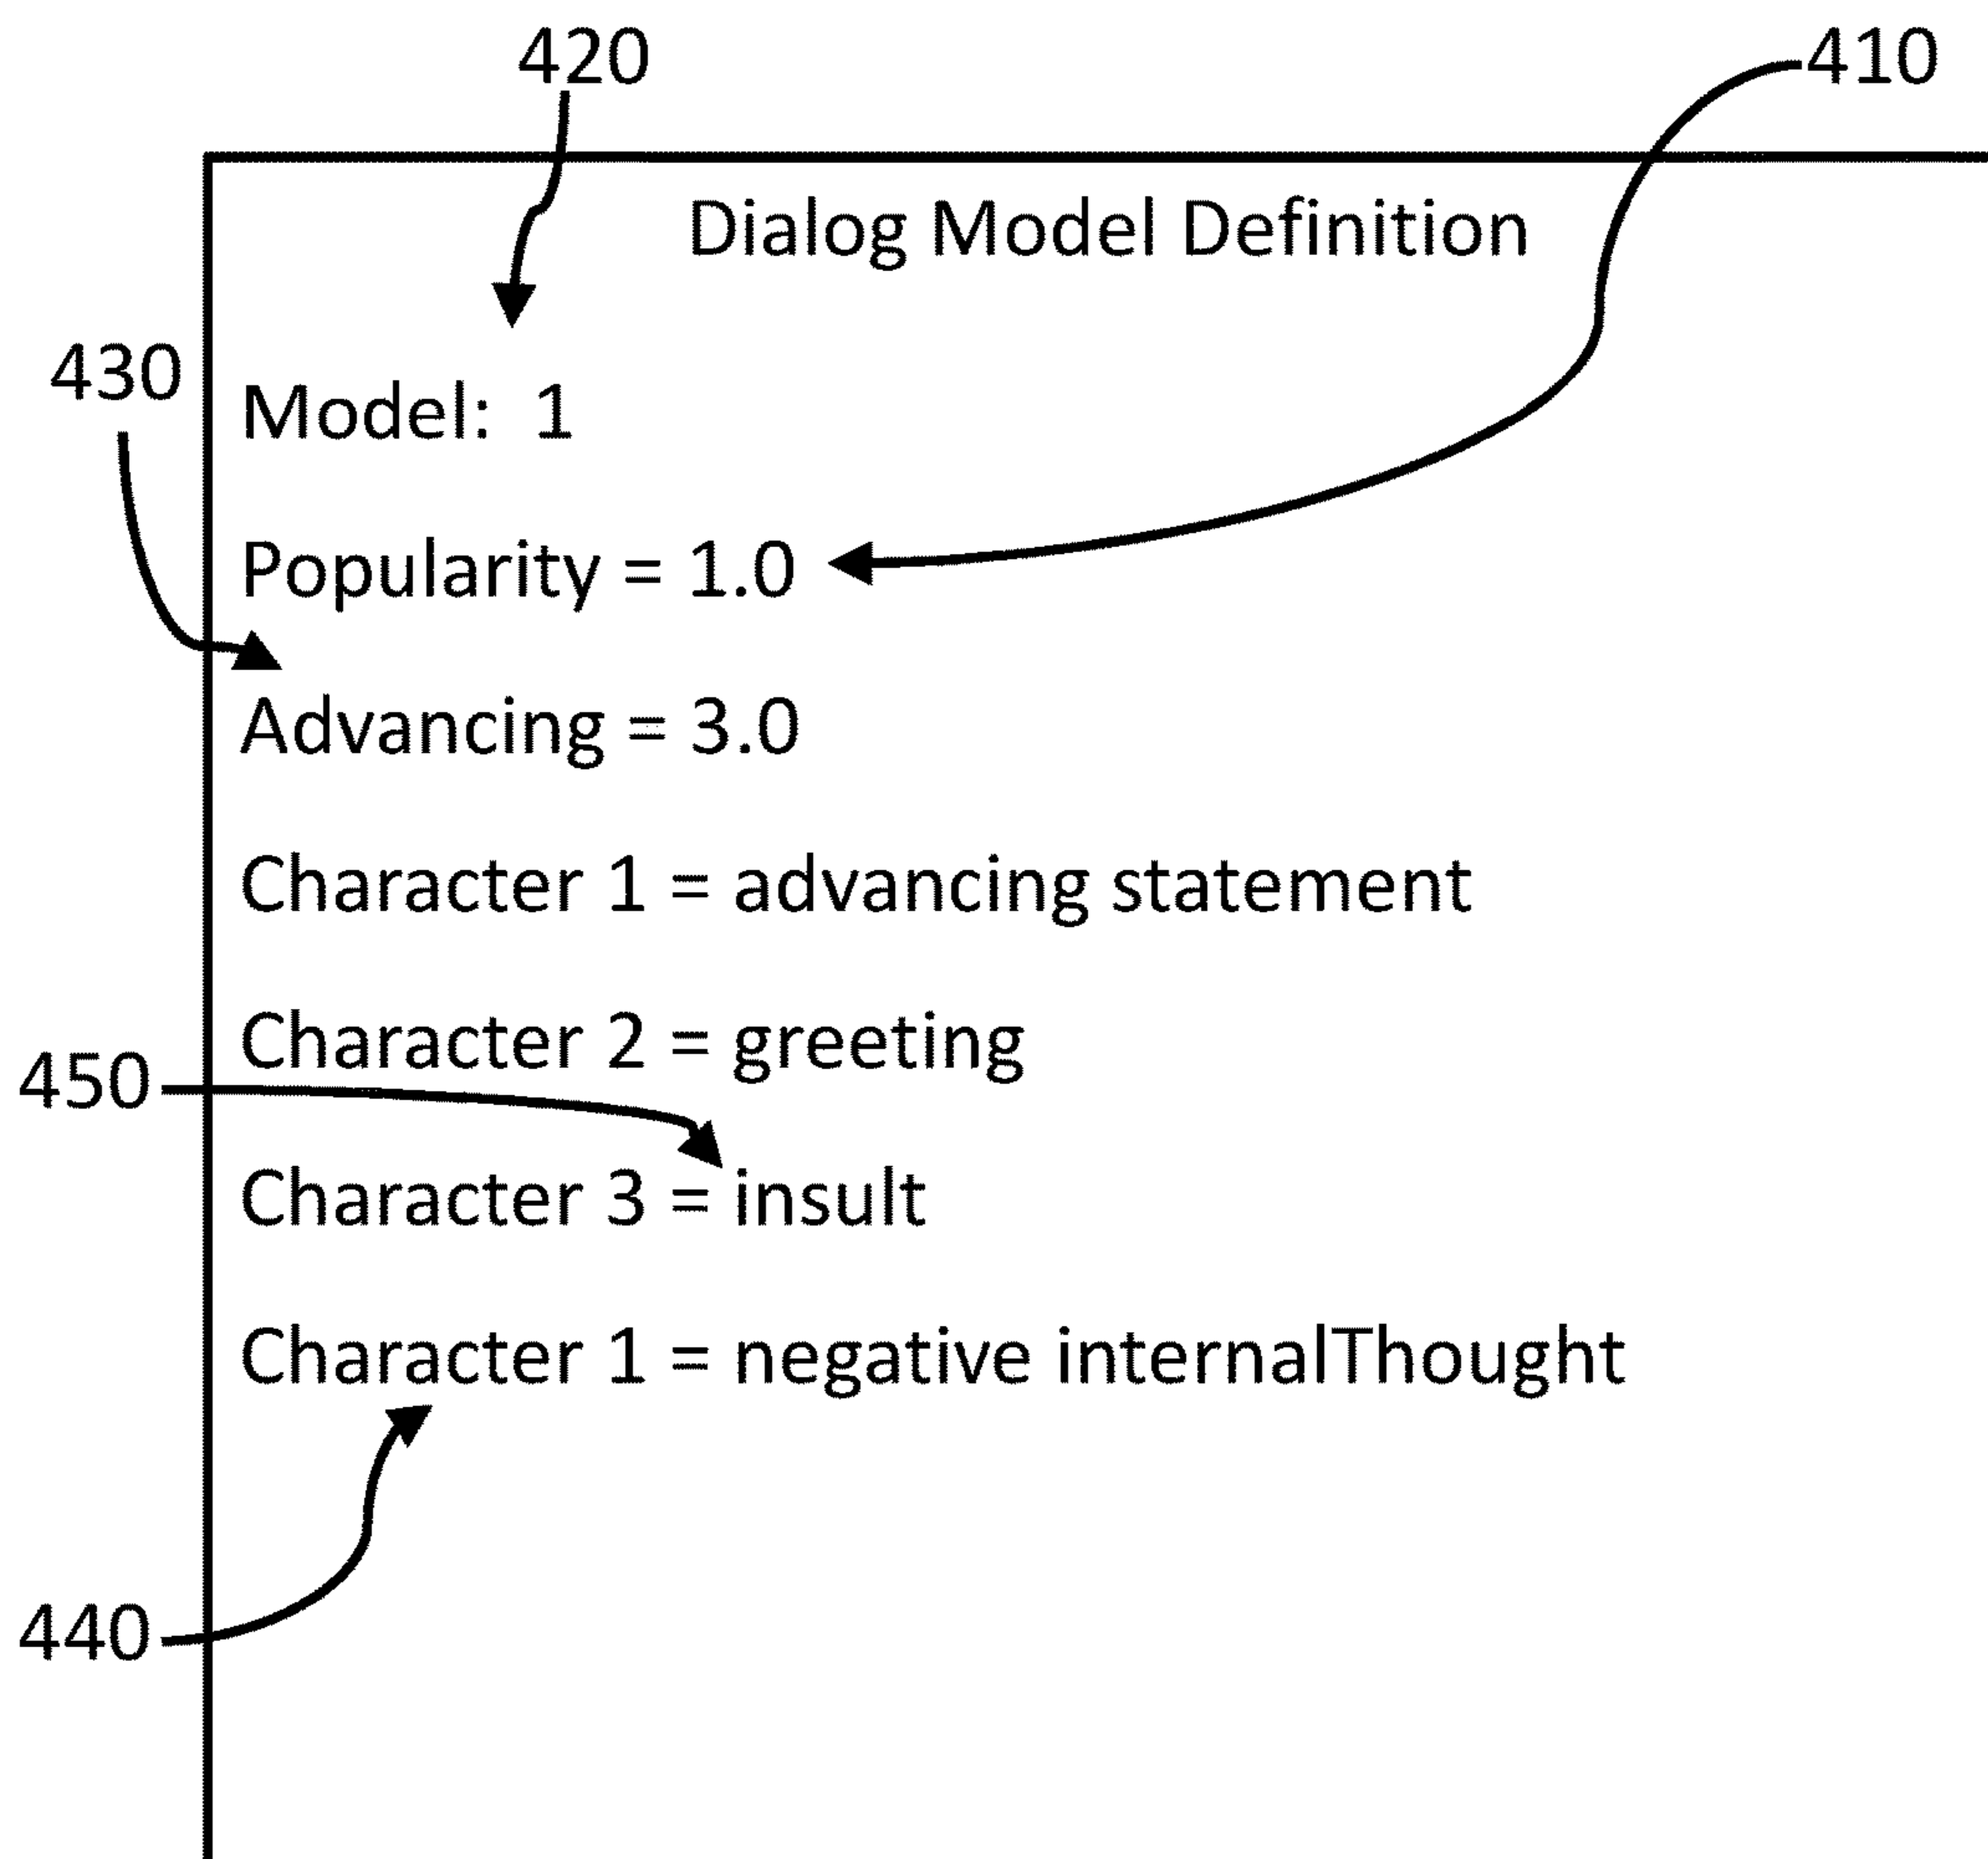 420
410
Dialog Model Definition
430
Model: 1
Popularity = 1.0
Advancing = 3.0
Character 1 = advancing statement
Character 2 = greeting
450
Character 3 = insult
Character 1 = negative internalThought
440